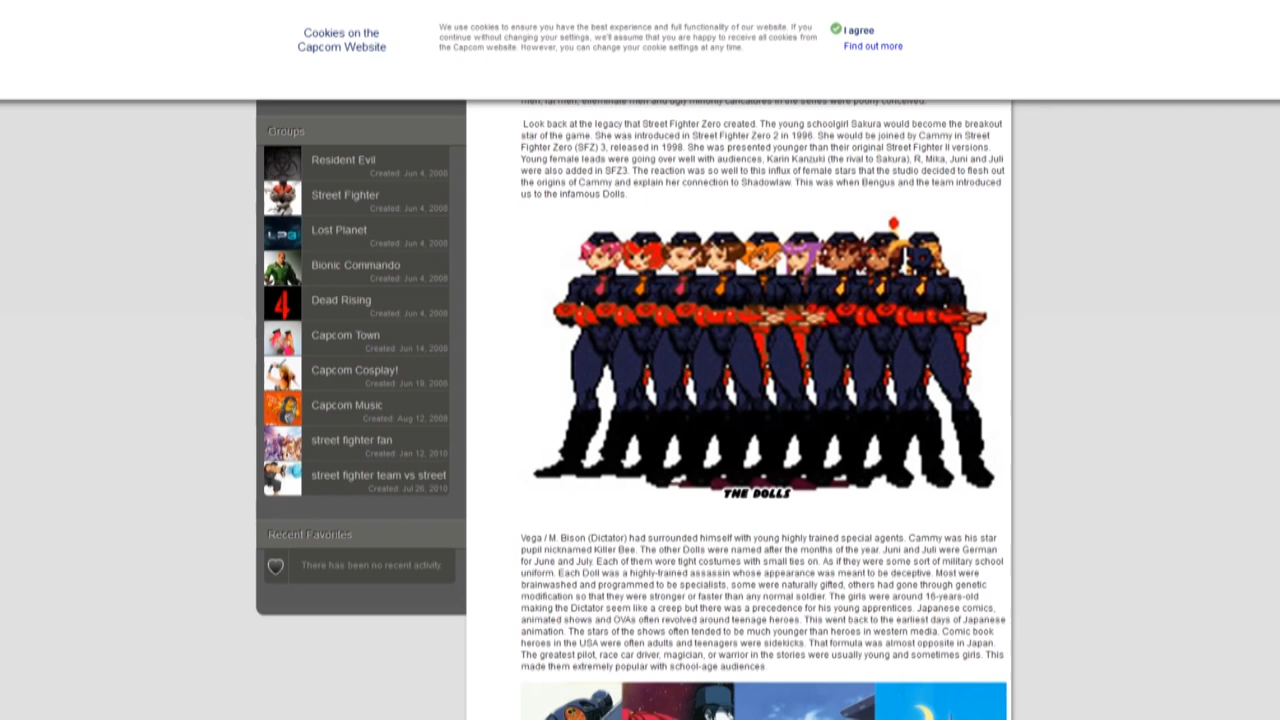 Cookies on the
Capcom Website
We use cookies to ensure you have the best experience and full functionality of our website. If you
continue without changing your settings, we'll assume that you are happy to receive all cookies from
the Capcom website. However, you can change your cookie settings at any time.
I agree
Find out more
Groups
Resident Evil
Created: Jun 4, 2008
Street Fighter
Created: Jun 4, 2008
Lost Planet
Created: Jun 4, 2008
Bionic Commando
Created: Jun 4, 2008
Dead Rising
Created: Jun 4, 2008
Capcom Town
Created: Jun 14, 2008
Capcom Cosplay!
Created: Jun 19, 2008
Capcom Music
Created: Aug 12, 2008
street fighter fan
Created: Jan 12, 2010
street fighter team vs street
Created: Jul 26, 2010
Recent Favorites
There has been no recent activity
men, fat men, effeminate men and ugly minority caricatures in the series were poorly conceived.
Look back at the legacy that Street Fighter Zero created. The young schoolgirl Sakura would become the breakout
star of the game. She was introduced in Street Fighter Zero 2 in 1996. She would be joined by Cammy in Street
Fighter Zero (SFZ) 3, released in 1998. She was presented younger than their original Street Fighter II versions.
Young female leads were going over well with audiences, Karin Kanzuki (the rival to Sakura), R. Mika, Juni and Juli
were also added in SFZ3. The reaction was so well to this influx of female stars that the studio decided to flesh out
the origins of Cammy and explain her connection to Shadowlaw. This was when Bengus and the team introduced
us to the infamous Dolls.
THE DOLLS
Vega / M. Bison (Dictator) had surrounded himself with young highly trained special agents. Cammy was his star
pupil nicknamed Killer Bee. The other Dolls were named after the months of the year. Juni and Juli were German
for June and July. Each of them wore tight costumes with small ties on. As if they were some sort of military school
uniform. Each Doll was a highly-trained assassin whose appearance was meant to be deceptive. Most were
brainwashed and programmed to be specialists, some were naturally gifted, others had gone through genetic
modification so that they were stronger or faster than any normal soldier. The girls were around 16-years-old
making the Dictator seem like a creep but there was a precedence for his young apprentices. Japanese comics,
animated shows and OVAs often revolved around teenage heroes. This went back to the earliest days of Japanese
animation. The stars of the shows often tended to be much younger than heroes in western media. Comic book
heroes in the USA were often adults and teenagers were sidekicks. That formula was almost opposite in Japan.
The greatest pilot, race car driver, magician, or warrior in the stories were usually young and sometimes girls. This
made them extremely popular with school-age audiences.
LP3
4